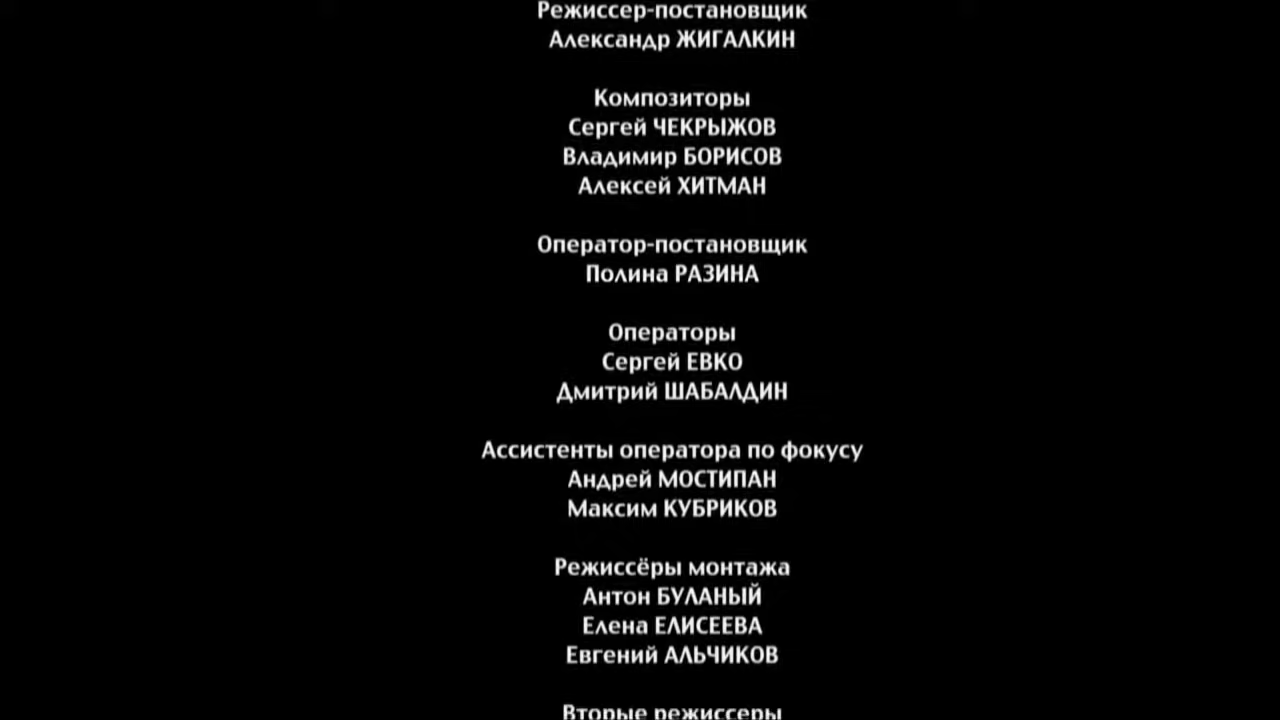 Режиссер-постановщик
Александр ЖИГАЛКИН
Композиторы
Сергей ЧЕКРЫЖОВ
Владимир БОРИСОВ
Алексей ХИТМАН
Оператор-постановщик
Полина РАЗИНА
Операторы
Сергей ЕВКО
Дмитрий ШАБАЛДИН
Ассистенты оператора по фокусу
Андрей МОСТИПАН
Максим КУБРИКОВ
Режиссёры монтажа
Антон БУЛАНЫЙ
Елена ЕЛИСЕЕВА
Евгений АЛЬЧИКОВ
Вторые режиссеры